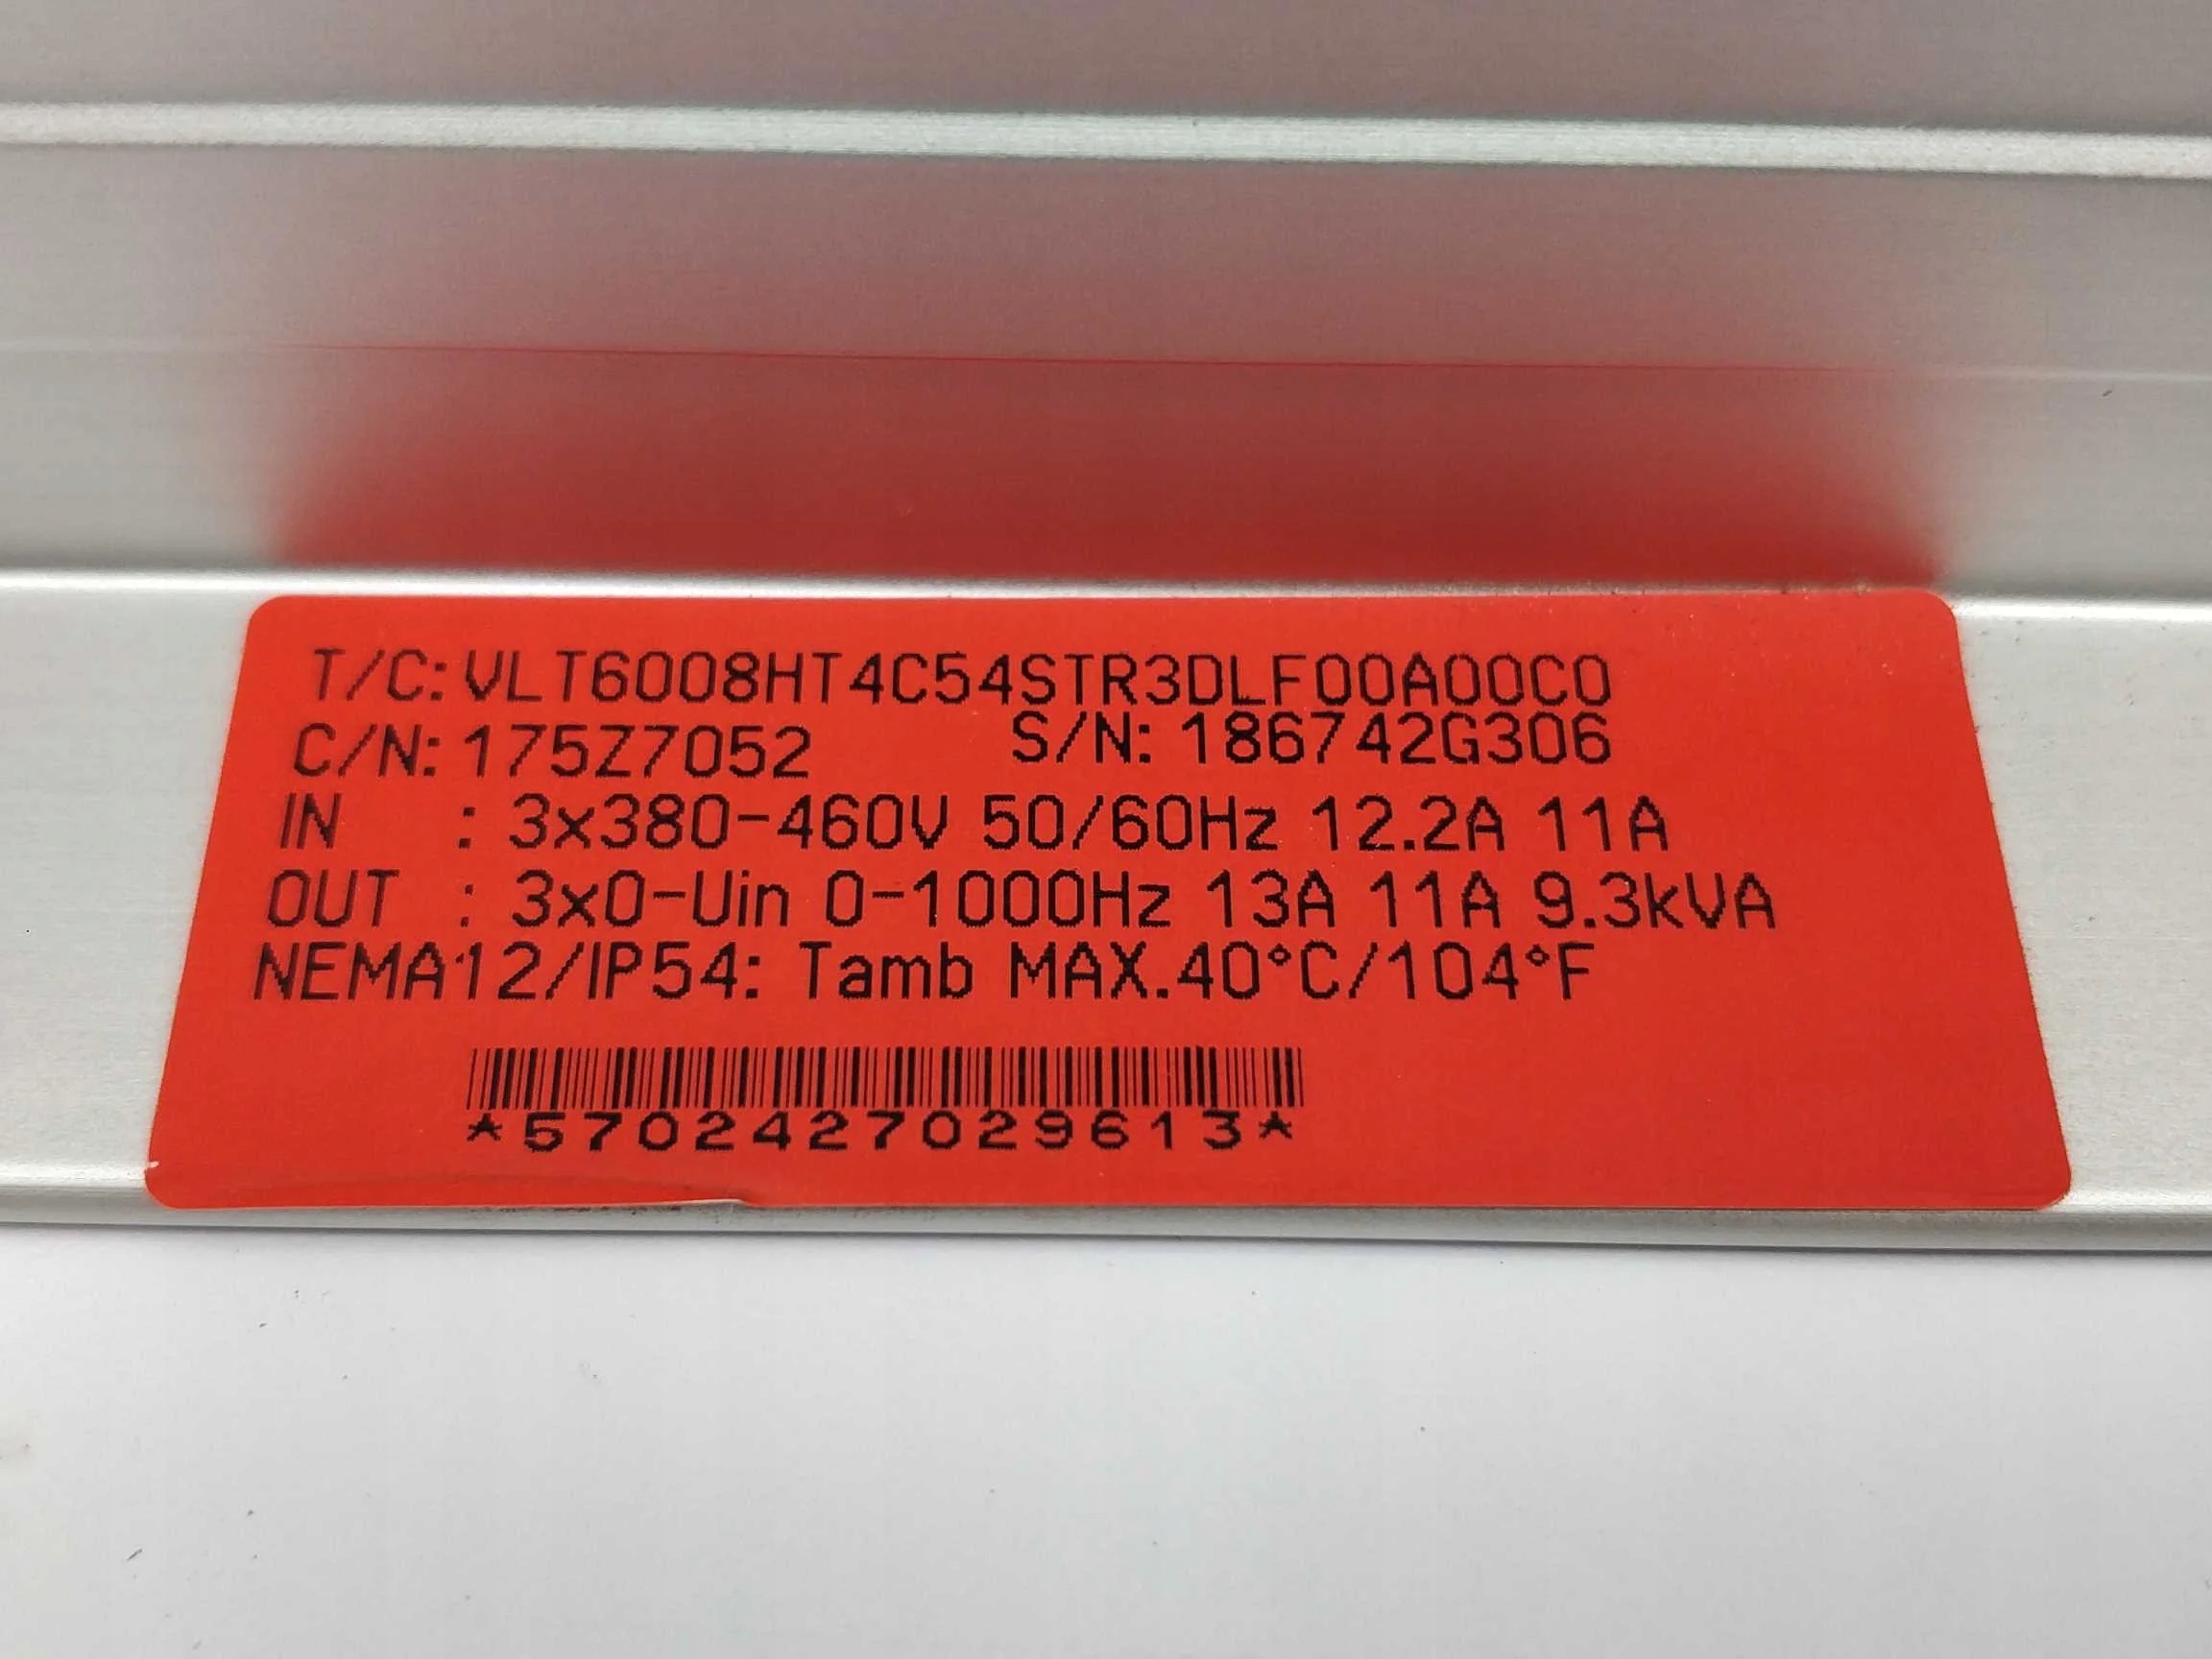 T/C: VLT6008HT4C54STR3DLF00A00C0
C/N: 175Z7052 S/N: 186742G306
IN : 3x380-460V 50/60Hz 12.2A 11A
OUT : 3x0-Uin 0-1000Hz 13A 11A 9.3kVA
NEMA12/IP54: Tamb MAX.40°C/104°F
*5702427029613*